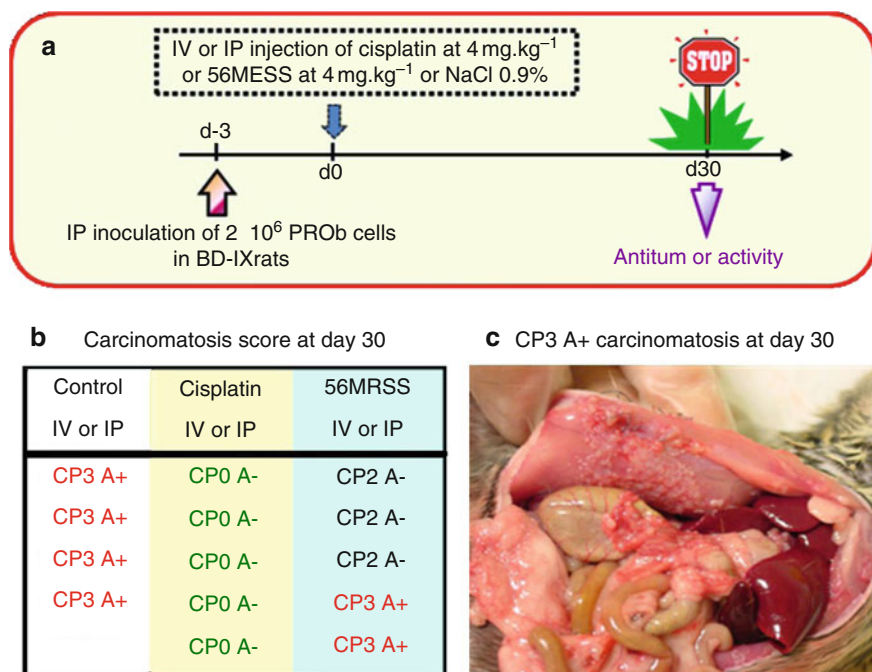 a
IV or IP injection of cisplatin at 4 mg.kg⁻¹
or 56MESS at 4 mg.kg⁻¹ or NaCl 0.9%
STOP
d-3
d0
d30
IP inoculation of 2 10⁶ PROb cells
in BD-IXrats
Antitum or activity
b Carcinomatosis score at day 30
Control Cisplatin 56MRSS
IV or IP IV or IP IV or IP
CP3 A+ CP0 A- CP2 A-
CP3 A+ CP0 A- CP2 A-
CP3 A+ CP0 A- CP2 A-
CP3 A+ CP0 A- CP3 A+
CP0 A- CP3 A+
c CP3 A+ carcinomatosis at day 30